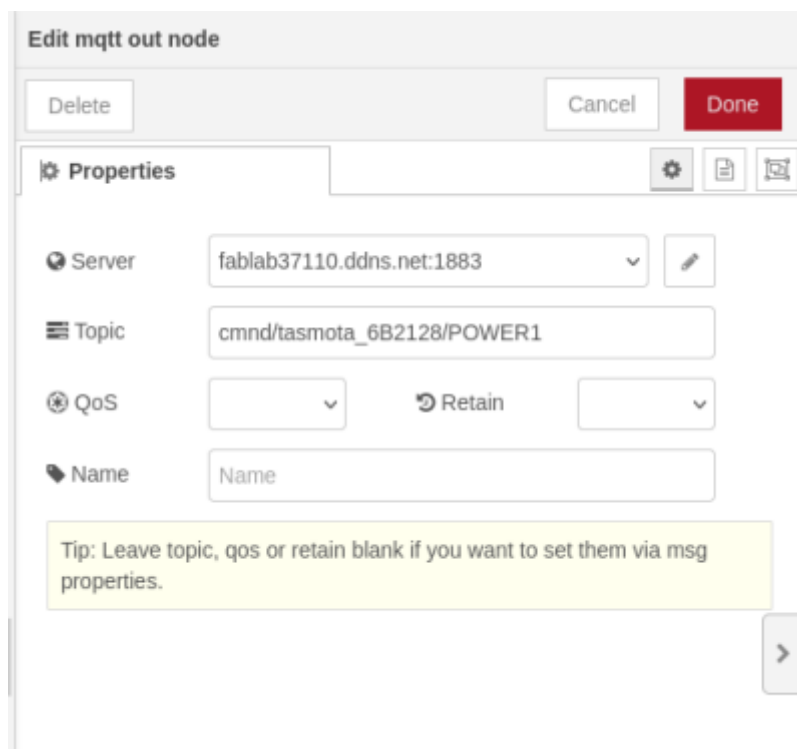 Edit mqtt out node
Delete
Cancel
Done
Properties
Server
fablab37110.ddns.net:1883
Topic
cmnd/tasmota_6B2128/POWER1
QoS
Retain
Name
Name
Tip: Leave topic, qos or retain blank if you want to set them via msg
properties.